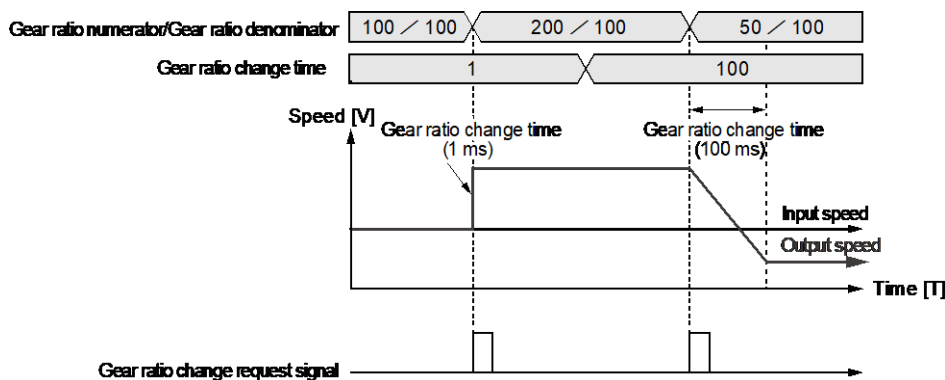 Gear ratio numerator/Gear ratio denominator
100 / 100
200 / 100
50 / 100
Gear ratio change time
1
100
Speed [V]
Gear ratio change time
(1 ms)
Gear ratio change time
(100 ms)
Input speed
Output speed
Time [T]
Gear ratio change request signal